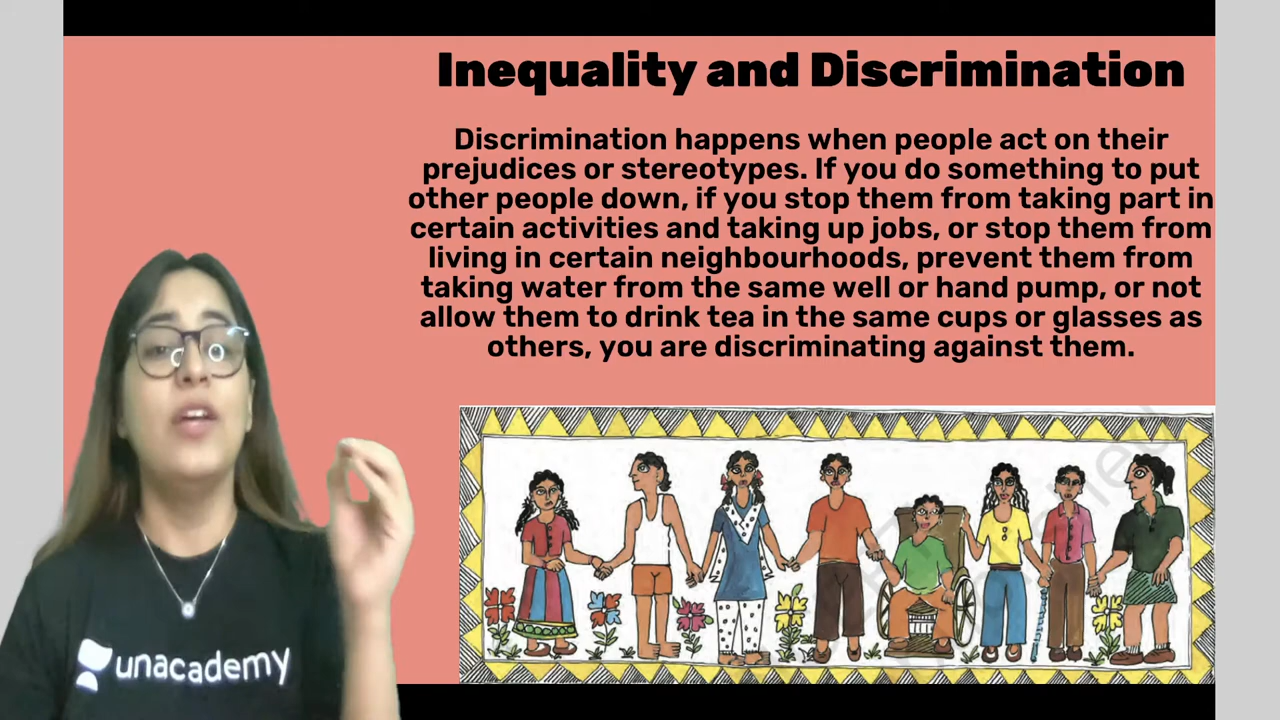 Inequality and Discrimination
Discrimination happens when people act on their
prejudices or stereotypes. If you do something to put
other people down, if you stop them from taking part in
certain activities and taking up jobs, or stop them from
living in certain neighbourhoods, prevent them from
taking water from the same well or hand pump, or not
allow them to drink tea in the same cups or glasses as
others, you are discriminating against them.
unacademy